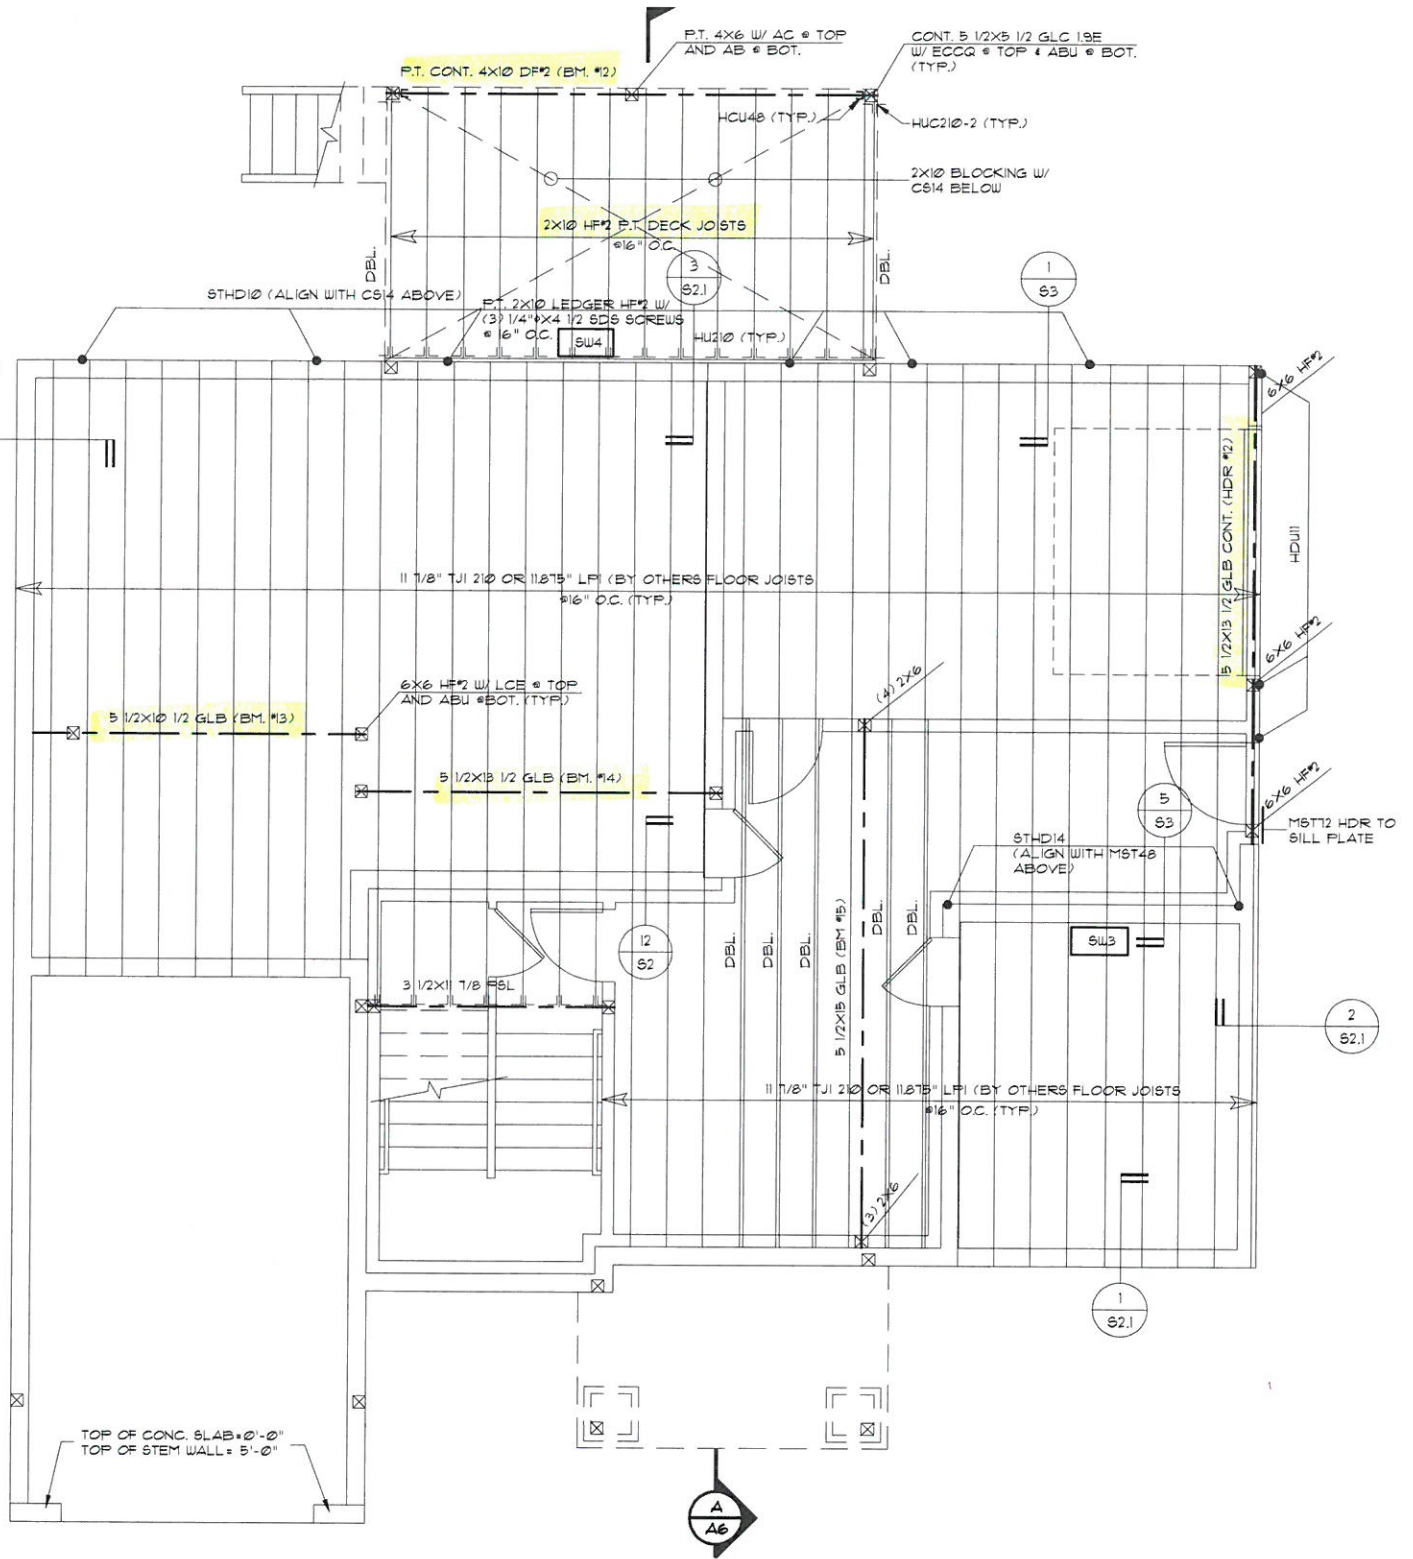 P.T. 4X6 W/ AC @ TOP
AND AB @ BOT.
CONT. 5 1/2X5 1/2 GLC 1.9E
W/ ECCQ @ TOP & ABU @ BOT.
(TYP.)
P.T. CONT. 4X10 DF#2 (BM. #12)
HCU48 (TYP.)
HUC210-2 (TYP.)
2X10 BLOCKING W/
CS14 BELOW
2X10 HF#2 P.T. DECK JOISTS
@16" O.C.
DBL.
DBL.
3
S2.1
1
S3
STHD10 (ALIGN WITH CS14 ABOVE)
P.T. 2X10 LEDGER HF#2 W/
(3) 1/4"φX4 1/2 SDS SCREWS
@ 16" O.C.
SW4
HU210 (TYP.)
6X6 HF#2
5 1/2X13 1/2 GLB CONT. (HDR #12)
HDU11
11 7/8" TJI 210 OR 11.875" LPI (BY OTHERS FLOOR JOISTS
@16" O.C. (TYP.)
6X6 HF#2
6X6 HF#2 W/ LCE @ TOP
AND ABU @BOT. (TYP.)
(4) 2X6
5 1/2X10 1/2 GLB (BM. #13)
5 1/2X13 1/2 GLB (BM. #14)
6X6 HF#2
5
S3
MST72 HDR TO
SILL PLATE
STHD14
(ALIGN WITH MST48
ABOVE)
12
S2
DBL.
DBL.
DBL.
5 1/2X15 GLB (BM #15)
DBL.
DBL.
SW3
3 1/2X11 7/8 PSL
2
S2.1
11 7/8" TJI 210 OR 11.875" LPI (BY OTHERS FLOOR JOISTS
@16" O.C. (TYP.)
(3) 2X6
1
S2.1
TOP OF CONC. SLAB=0'-0"
TOP OF STEM WALL= 5'-0"
A
A6